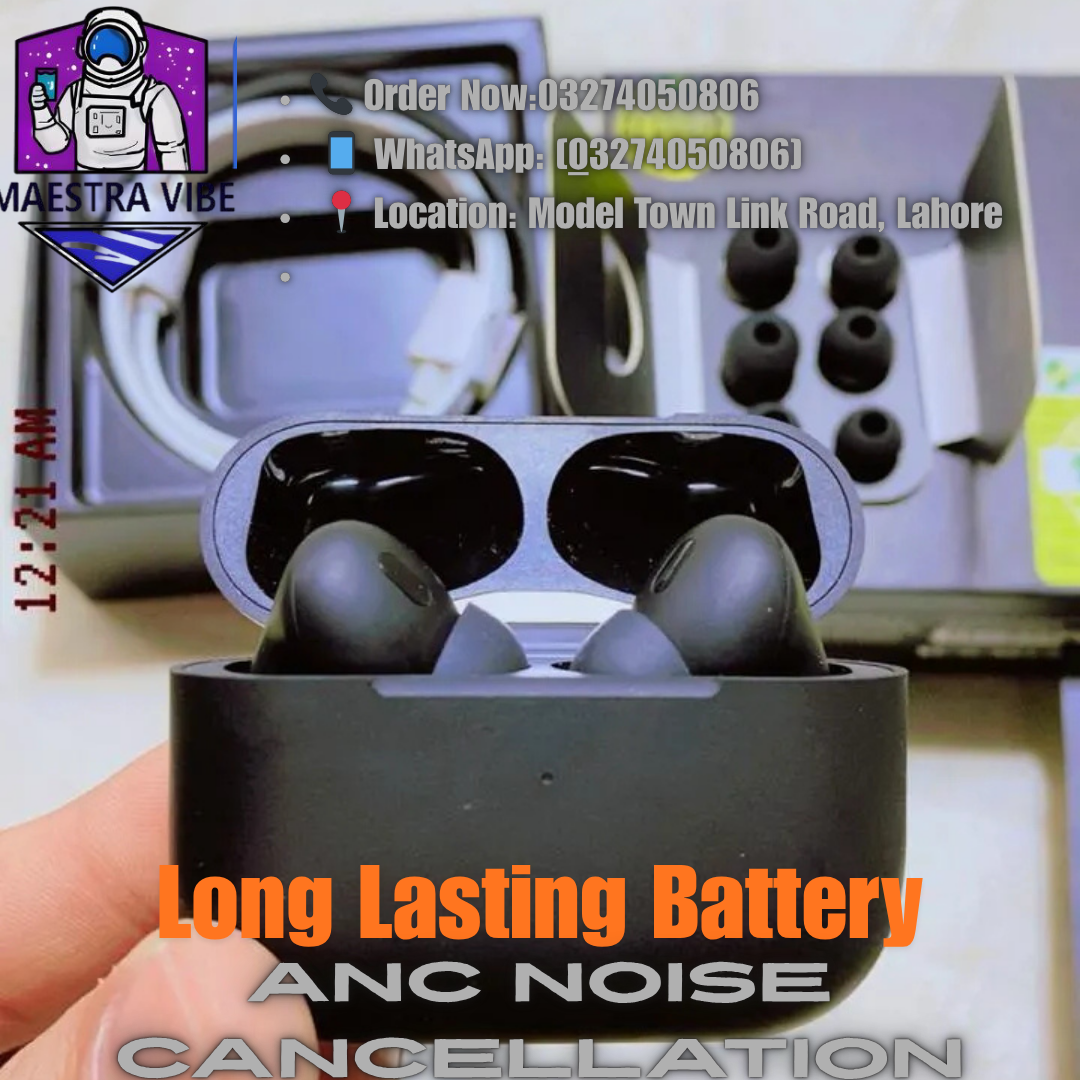 Order Now:03274050806
WhatsApp: (03274050806)
Location: Model Town Link Road, Lahore
MAESTRA VIBE
12:21 AM
Long Lasting Battery
ANC NOISE
CANCELLATION